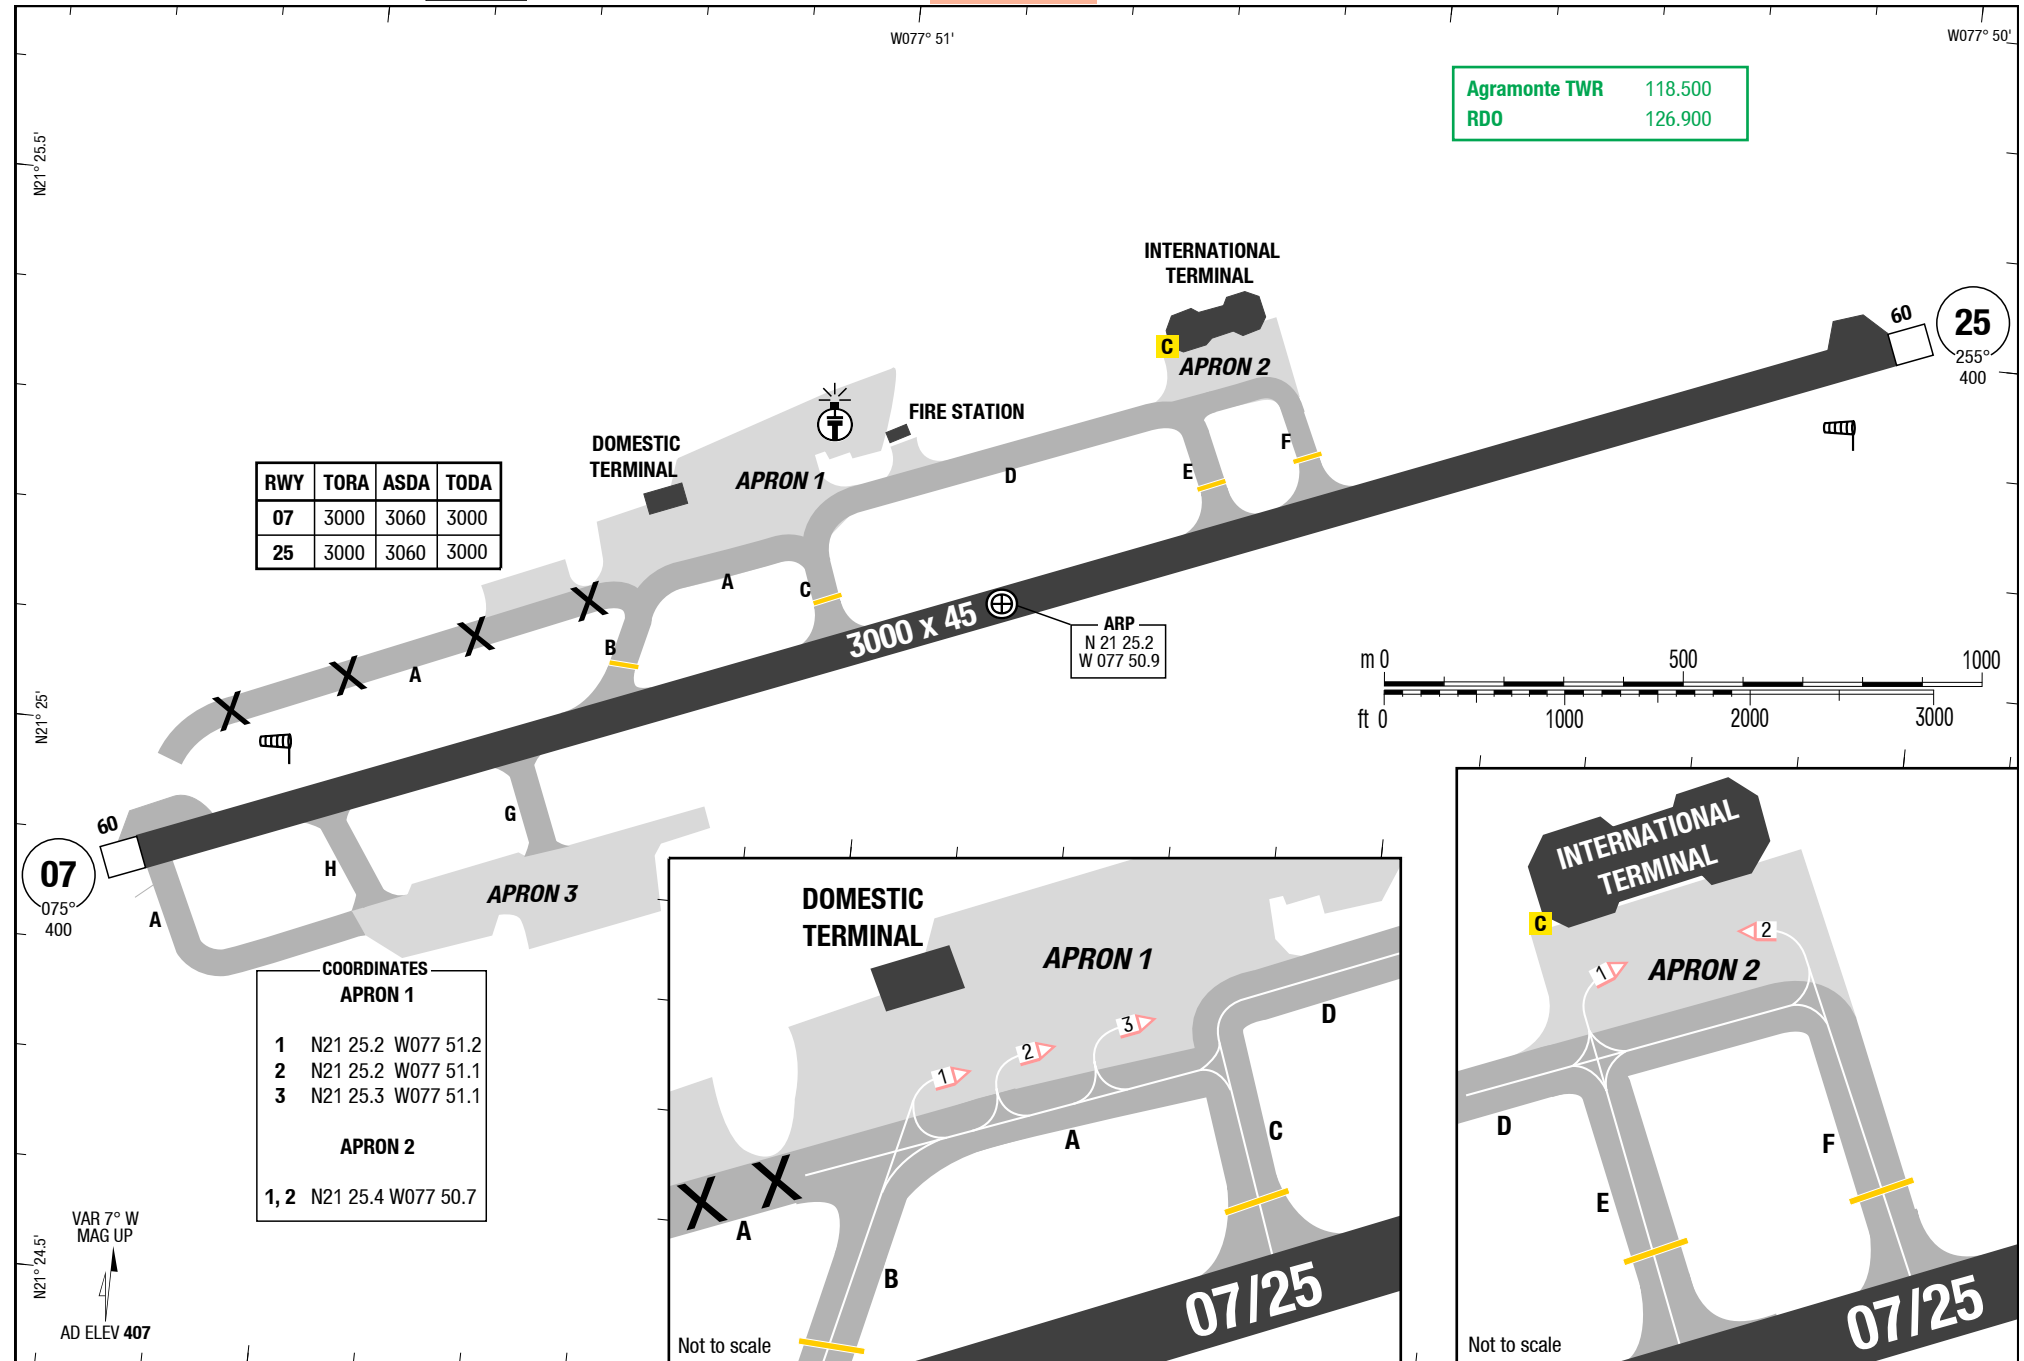 W077° 51'
W077° 50'
Agramonte TWR 118.500
RDO 126.900
N21° 25.5'
INTERNATIONAL
TERMINAL
60
25
255°
400
C
APRON 2
FIRE STATION
DOMESTIC
TERMINAL
APRON 1
F
E
D
RWY TORA ASDA TODA
07 3000 3060 3000
25 3000 3060 3000
A
C
3000 x 45
ARP
N 21 25.2
W 077 50.9
B
A
m 0 500 1000
ft 0 1000 2000 3000
N21° 25'
G
60
07
075°
400
H
A
APRON 3
COORDINATES
APRON 1
1 N21 25.2 W077 51.2
2 N21 25.2 W077 51.1
3 N21 25.3 W077 51.1
APRON 2
1, 2 N21 25.4 W077 50.7
VAR 7° W
MAG UP
N21° 24.5'
AD ELEV 407
DOMESTIC
TERMINAL
APRON 1
D
3
2
1
A
C
A
B
07/25
Not to scale
INTERNATIONAL
TERMINAL
C
2
1
APRON 2
D
F
E
07/25
Not to scale